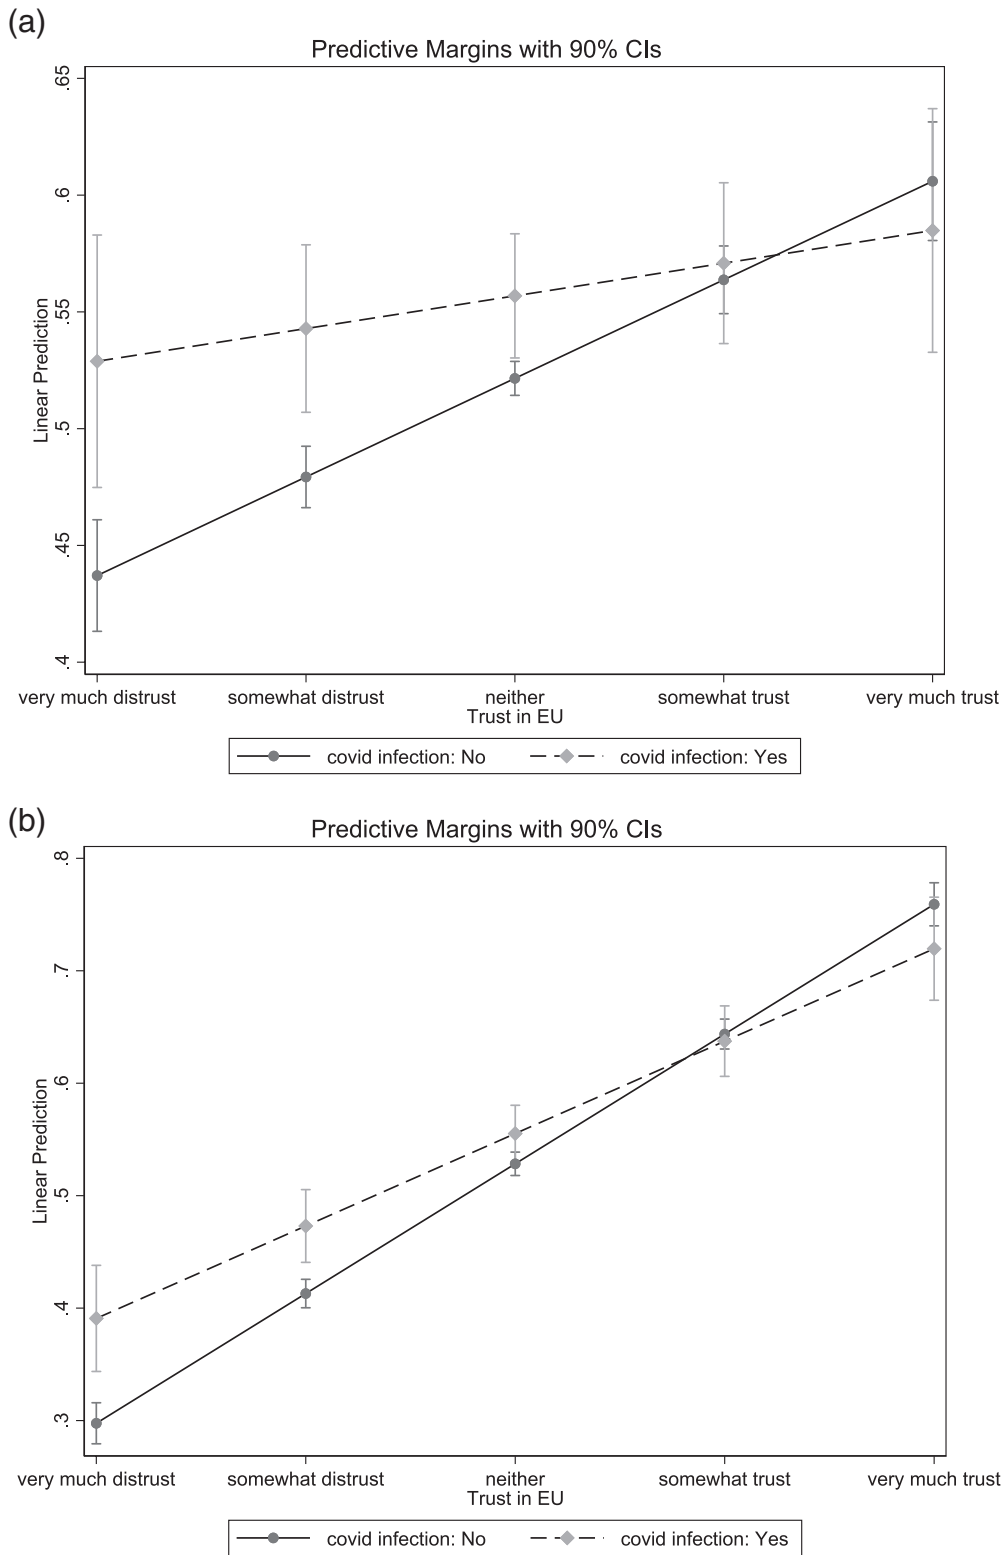 (a)
Predictive Margins with 90% CIs
.65
.6
.55
.5
.45
.4
Linear Prediction
very much distrust somewhat distrust neither somewhat trust very much trust
Trust in EU
covid infection: No covid infection: Yes
(b)
Predictive Margins with 90% CIs
.8
.7
.6
.5
.4
.3
Linear Prediction
very much distrust somewhat distrust neither somewhat trust very much trust
Trust in EU
covid infection: No covid infection: Yes